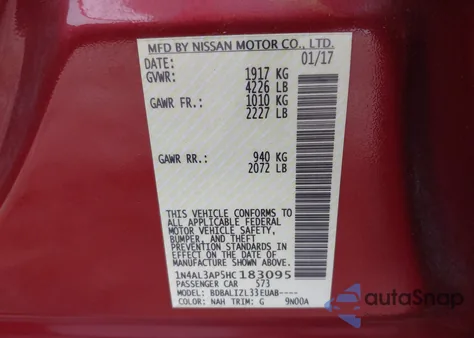 MFD BY NISSAN MOTOR CO., LTD.
DATE: 01/17
GVWR: 1917 KG
4226 LB
GAWR FR.: 1010 KG
2227 LB
GAWR RR.: 940 KG
2072 LB
THIS VEHICLE CONFORMS TO
ALL APPLICABLE FEDERAL
MOTOR VEHICLE SAFETY,
BUMPER, AND THEFT
PREVENTION STANDARDS IN
EFFECT ON THE DATE OF
MANUFACTURE SHOWN ABOVE.
1N4AL3AP5HC183095
PASSENGER CAR S73
MODEL: BDBALIZL33EUAB----
COLOR: NAH TRIM: G 9N00A
autoSnap